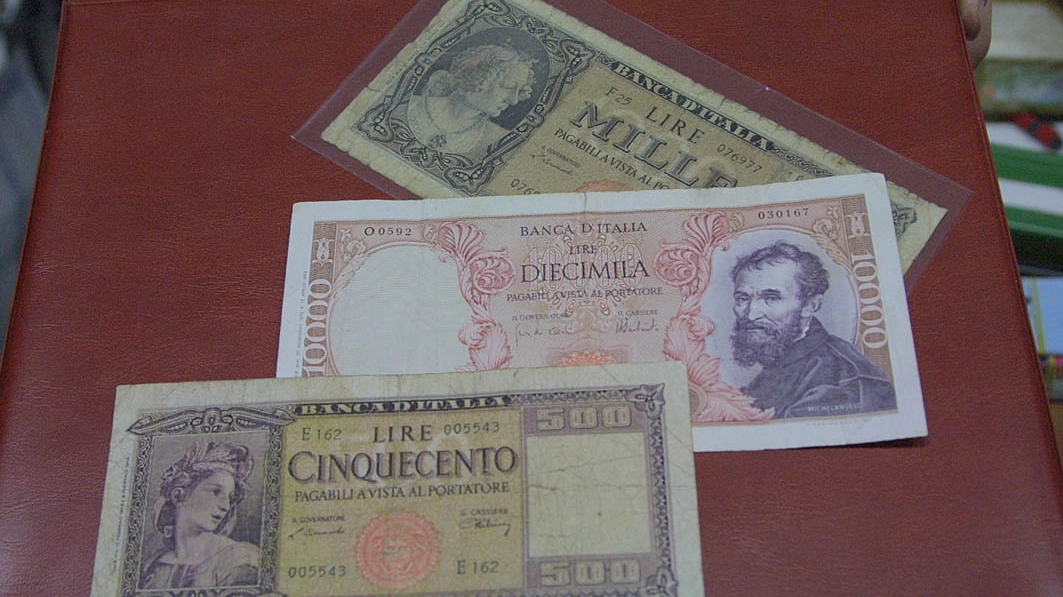 BANCA D'ITALIA
F 25 LIRE 076977
MILLE
PAGABILI A VISTA AL
O 0592
030167
BANCA D'ITALIA
LIRE
DIECIMILA
PAGABILI A VISTA AL PORTATORE
IL GOVERNATORE IL CASSIERE
10000
10000
MICHELANGELO
BANCA D'ITALIA
500
E 162 LIRE 005543
CINQUECENTO
PAGABILI A VISTA AL PORTATORE
IL GOVERNATORE IL CASSIERE
005543 E 162
500